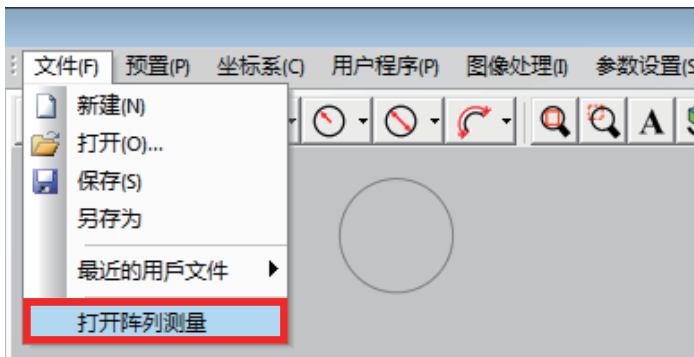 文件(F) 预置(P) 坐标系(C) 用户程序(P) 图像处理(I) 参数设置(S
新建(N)
打开(O)...
保存(S)
另存为
最近的用戶文件
打开阵列测量
A